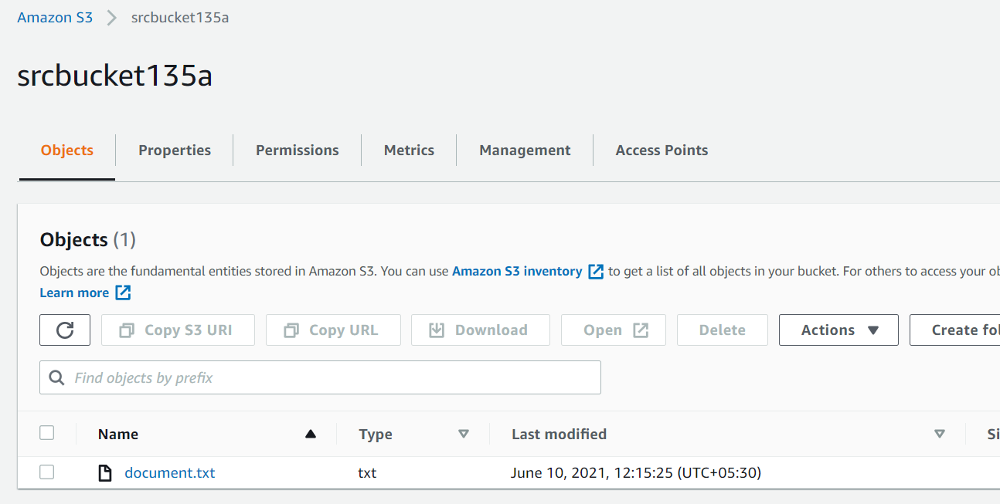 Amazon S3 > srcbucket135a
srcbucket135a
Objects Properties Permissions Metrics Management Access Points
Objects (1)
Objects are the fundamental entities stored in Amazon S3. You can use Amazon S3 inventory to get a list of all objects in your bucket. For others to access your
Learn more
Copy S3 URI Copy URL Download Open Delete Actions Create
Find objects by prefix
Name Type Last modified
document.txt txt June 10, 2021, 12:15:25 (UTC+05:30)